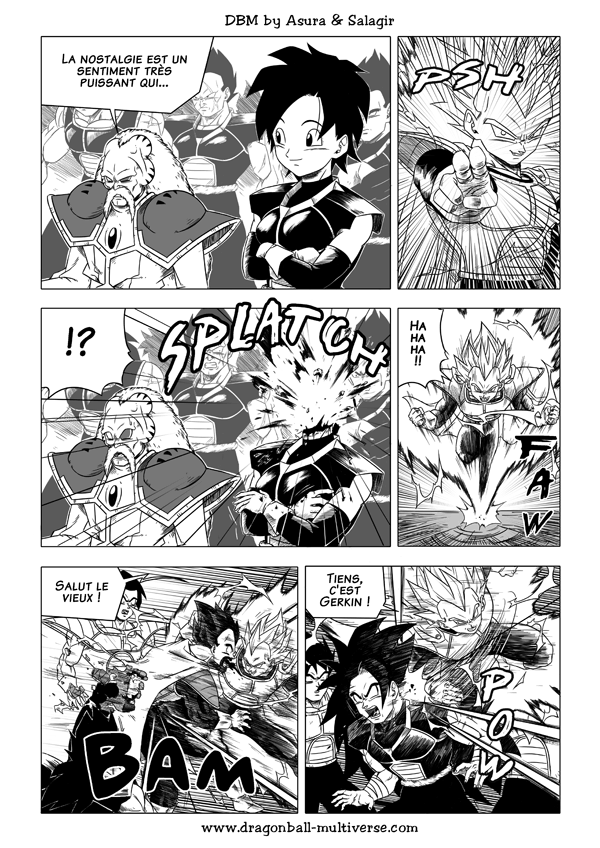 DBM by Asura & Salagir
La nostalgie est un
sentiment très
puissant qui...
PSH
!?
SPLATCH
Ha
ha
ha !!
FAW
Salut le
vieux !
BAM
Tiens,
c'est
Gerkin !
POW
www.dragonball-multiverse.com